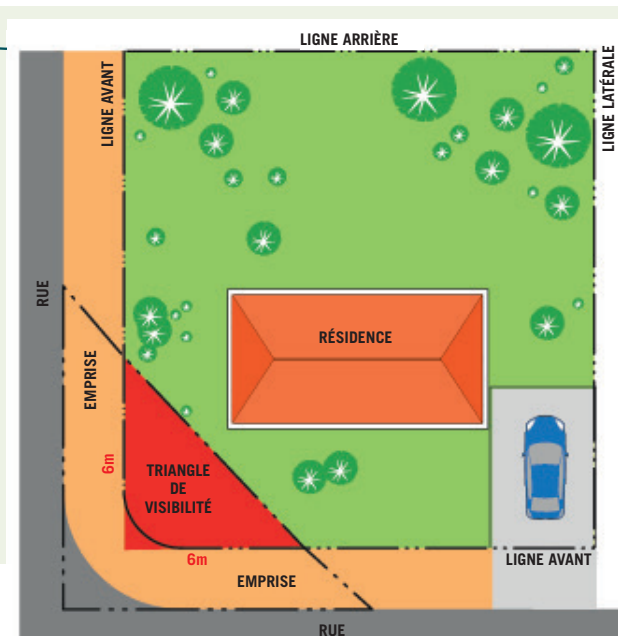 LIGNE ARRIÈRE
LIGNE AVANT
LIGNE LATÉRALE
RUE
EMPRISE
RÉSIDENCE
6m
TRIANGLE
DE
VISIBILITÉ
6m
EMPRISE
LIGNE AVANT
RUE